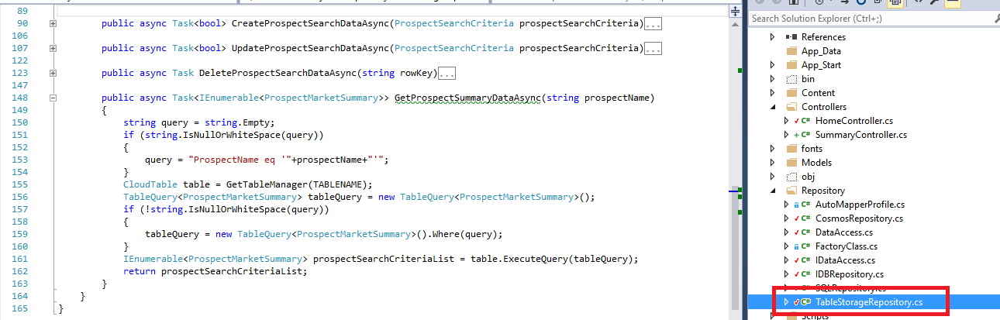 89
90 public async Task<bool> CreateProspectSearchDataAsync(ProspectSearchCriteria prospectSearchCriteria)...
106
107 public async Task<bool> UpdateProspectSearchDataAsync(ProspectSearchCriteria prospectSearchCriteria)...
122
123 public async Task DeleteProspectSearchDataAsync(string rowKey)...
147
148 public async Task<IEnumerable<ProspectMarketSummary>> GetProspectSummaryDataAsync(string prospectName)
149 {
150 string query = string.Empty;
151 if (string.IsNullOrWhiteSpace(query))
152 {
153 query = "ProspectName eq '"+prospectName+"'";
154 }
155 CloudTable table = GetTableManager(TABLENAME);
156 TableQuery<ProspectMarketSummary> tableQuery = new TableQuery<ProspectMarketSummary>();
157 if (!string.IsNullOrWhiteSpace(query))
158 {
159 tableQuery = new TableQuery<ProspectMarketSummary>().Where(query);
160 }
161 IEnumerable<ProspectMarketSummary> prospectSearchCriteriaList = table.ExecuteQuery(tableQuery);
162 return prospectSearchCriteriaList;
163 }
164 }
165 }
Search Solution Explorer (Ctrl+;)
References
App_Data
App_Start
bin
Content
Controllers
C# HomeController.cs
C# SummaryController.cs
fonts
Models
obj
Repository
C# AutoMapperProfile.cs
C# CosmosRepository.cs
C# DataAccess.cs
C# FactoryClass.cs
C# IDataAccess.cs
C# IDBRepository.cs
C# SQLRepository.cs
C# TableStorageRepository.cs
Scripts